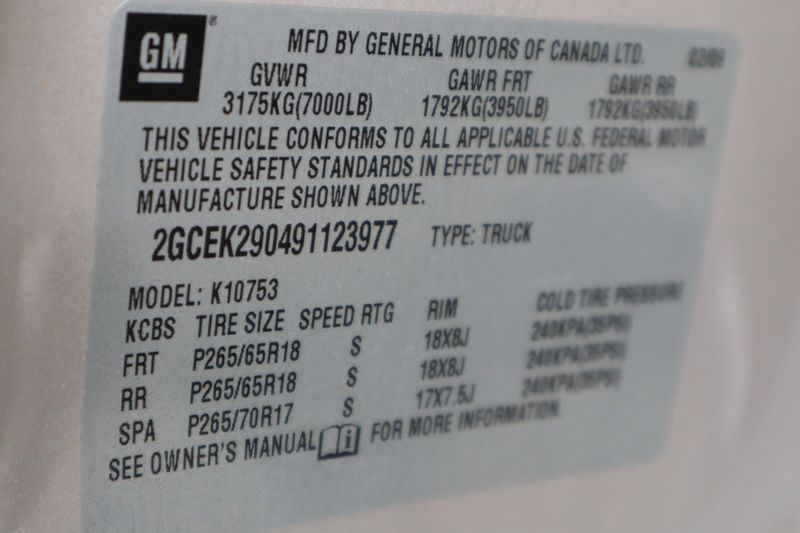 GM
MFD BY GENERAL MOTORS OF CANADA LTD. 02/09
GVWR GAWR FRT GAWR RR
3175KG(7000LB) 1792KG(3950LB) 1792KG(3950LB)
THIS VEHICLE CONFORMS TO ALL APPLICABLE U.S. FEDERAL MOTOR
VEHICLE SAFETY STANDARDS IN EFFECT ON THE DATE OF
MANUFACTURE SHOWN ABOVE.
2GCEK290491123977 TYPE: TRUCK
MODEL: K10753
KCBS TIRE SIZE SPEED RTG RIM COLD TIRE PRESSURE
FRT P265/65R18 S 18X8J 240KPA(35PSI)
RR P265/65R18 S 18X8J 240KPA(35PSI)
SPA P265/70R17 S 17X7.5J 240KPA(35PSI)
SEE OWNER'S MANUAL i FOR MORE INFORMATION.